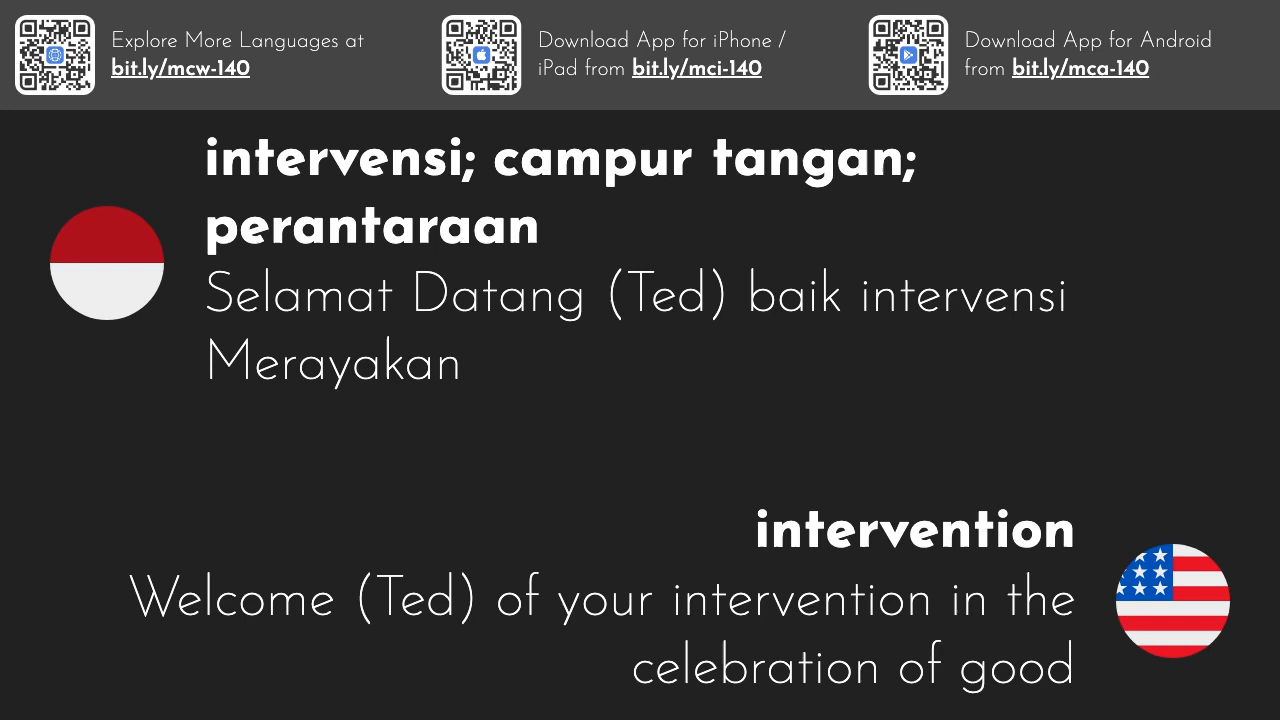 Explore More Languages at
bit.ly/mcw-140
Download App for iPhone /
iPad from bit.ly/mci-140
Download App for Android
from bit.ly/mca-140
intervensi; campur tangan;
perantaraan
Selamat Datang (Ted) baik intervensi
Merayakan
intervention
Welcome (Ted) of your intervention in the
celebration of good